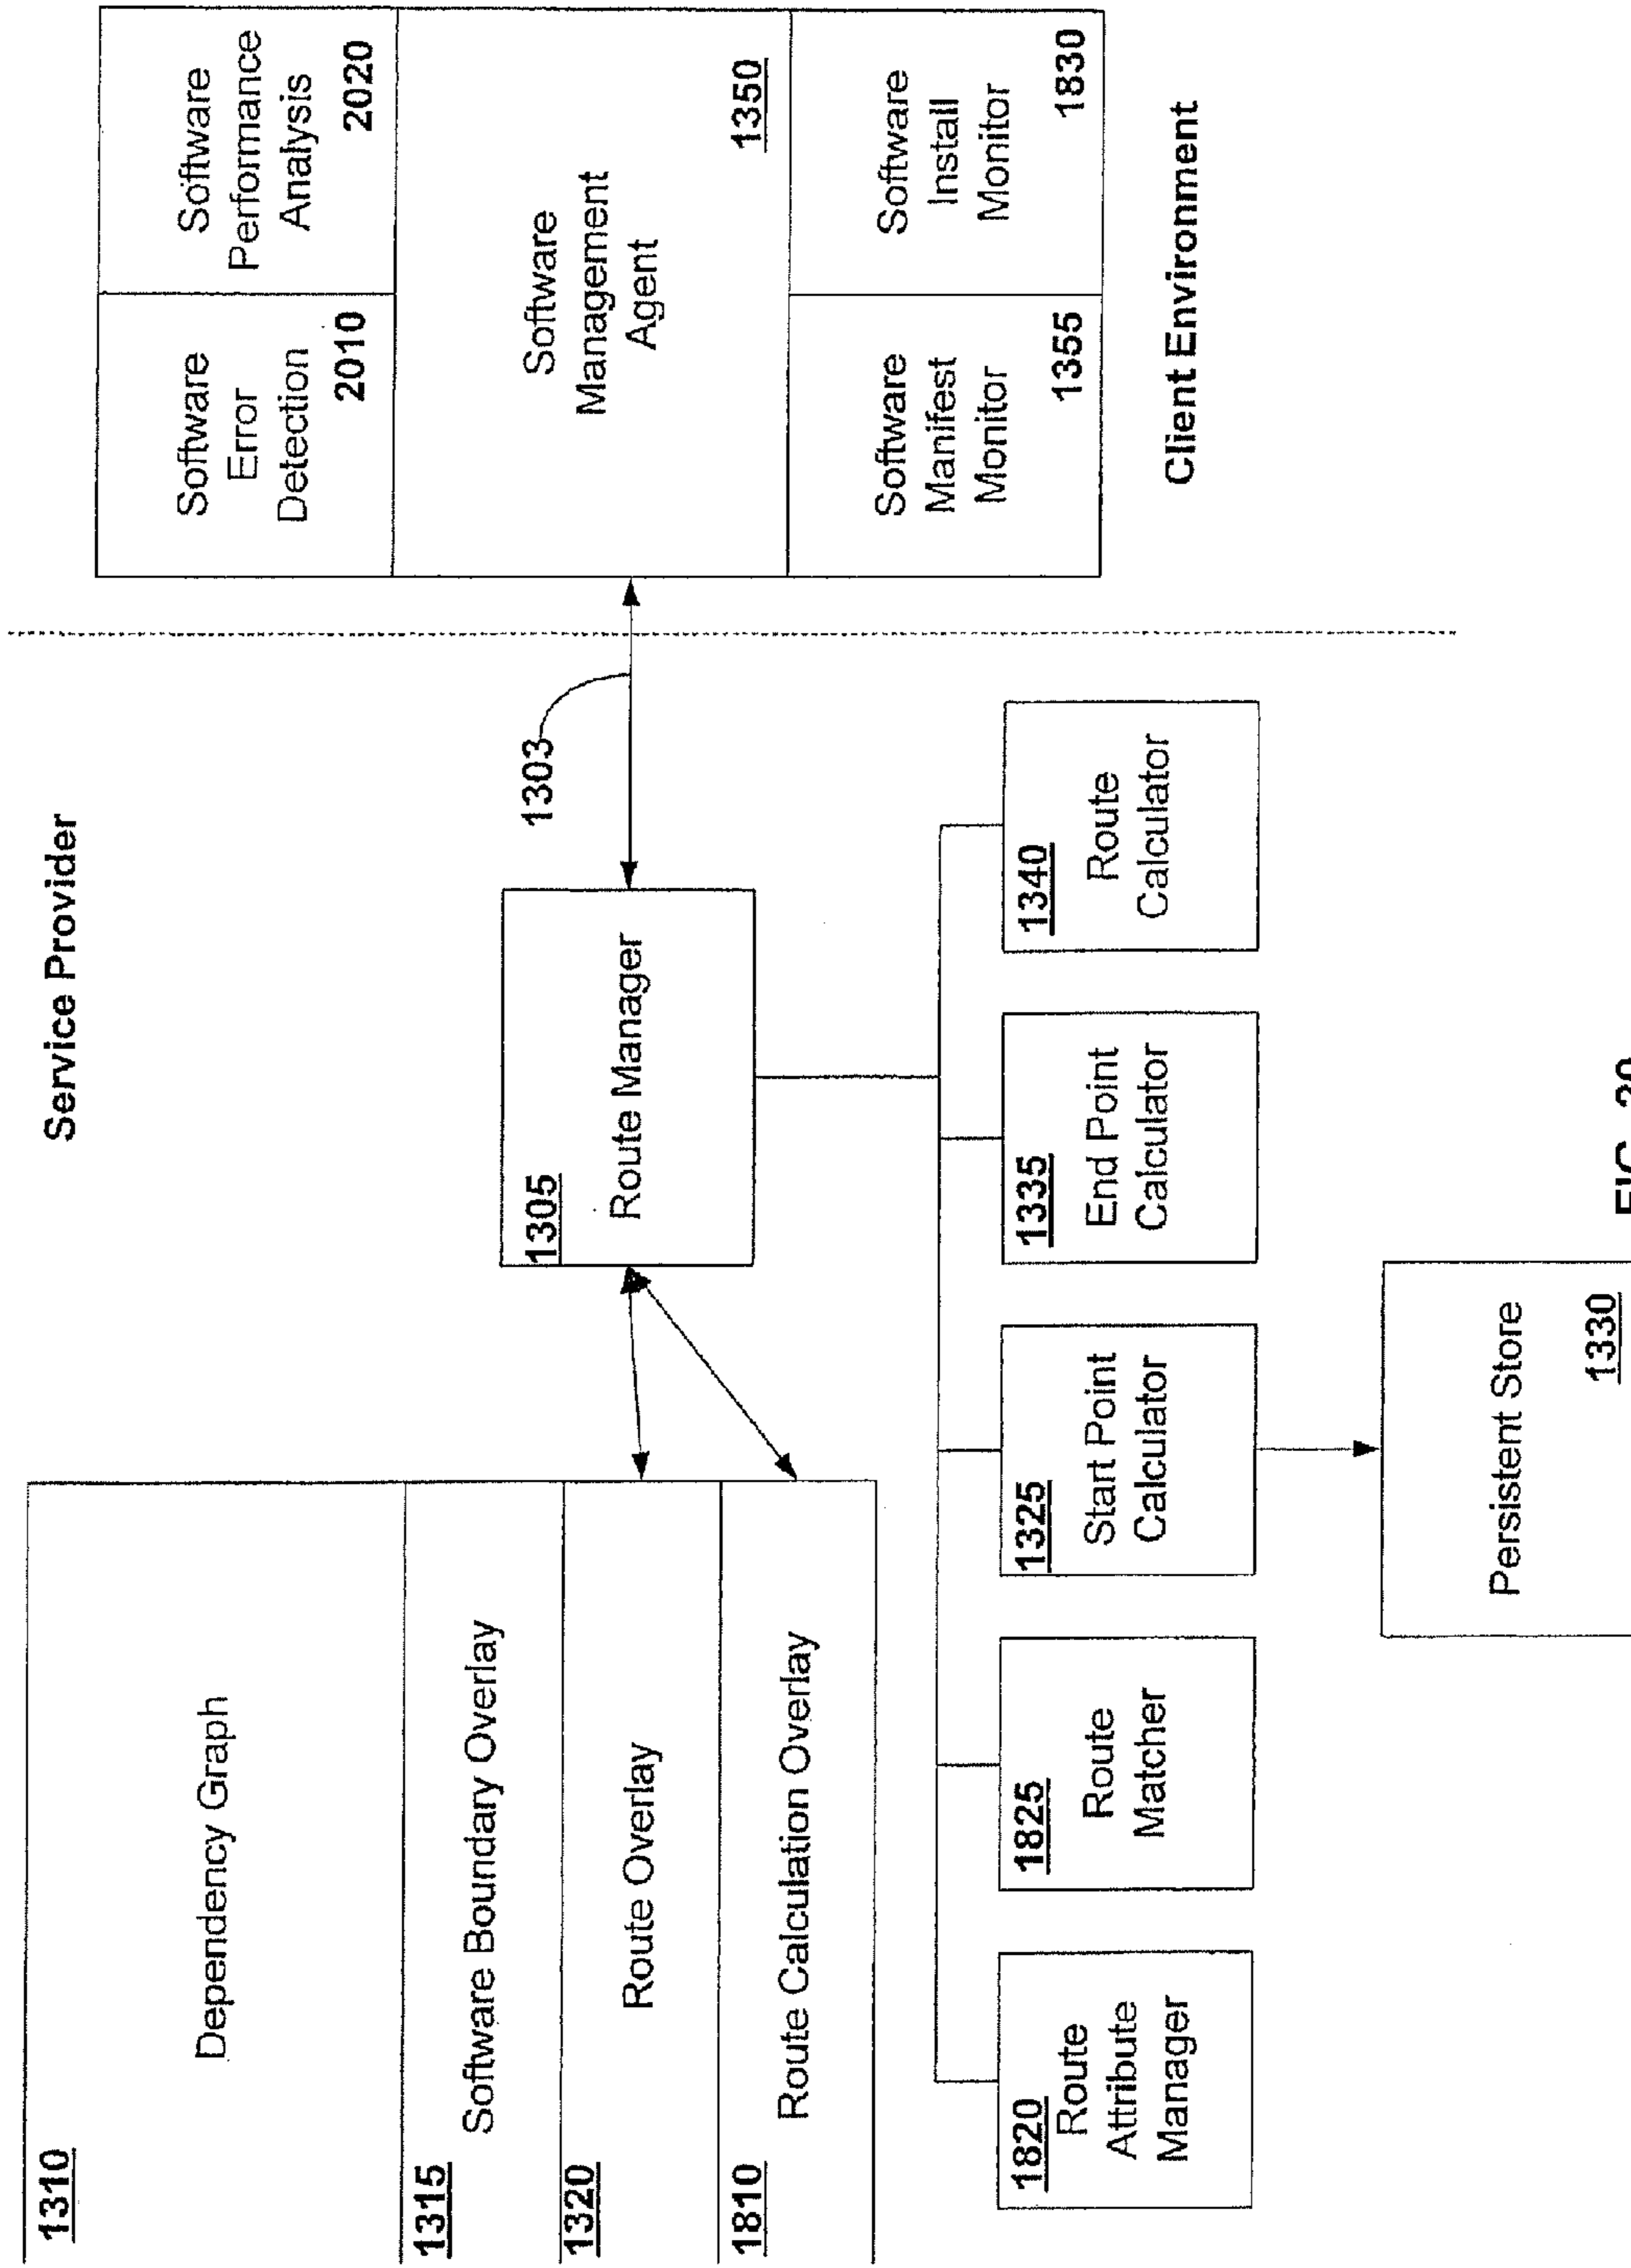 Service Provider
1310
Dependency Graph
1315
Software Boundary Overlay
1320
Route Overlay
1810
Route Calculation Overlay
1305
Route Manager
1303
1820
Route
Attribute
Manager
1825
Route
Matcher
1325
Start Point
Calculator
1335
End Point
Calculator
1340
Route
Calculator
Persistent Store
1330
Software
Error
Detection
2010
Software
Performance
Analysis
2020
Software
Management
Agent
1350
Software
Manifest
Monitor
1355
Software
Install
Monitor
1830
Client Environment
FIG. 20